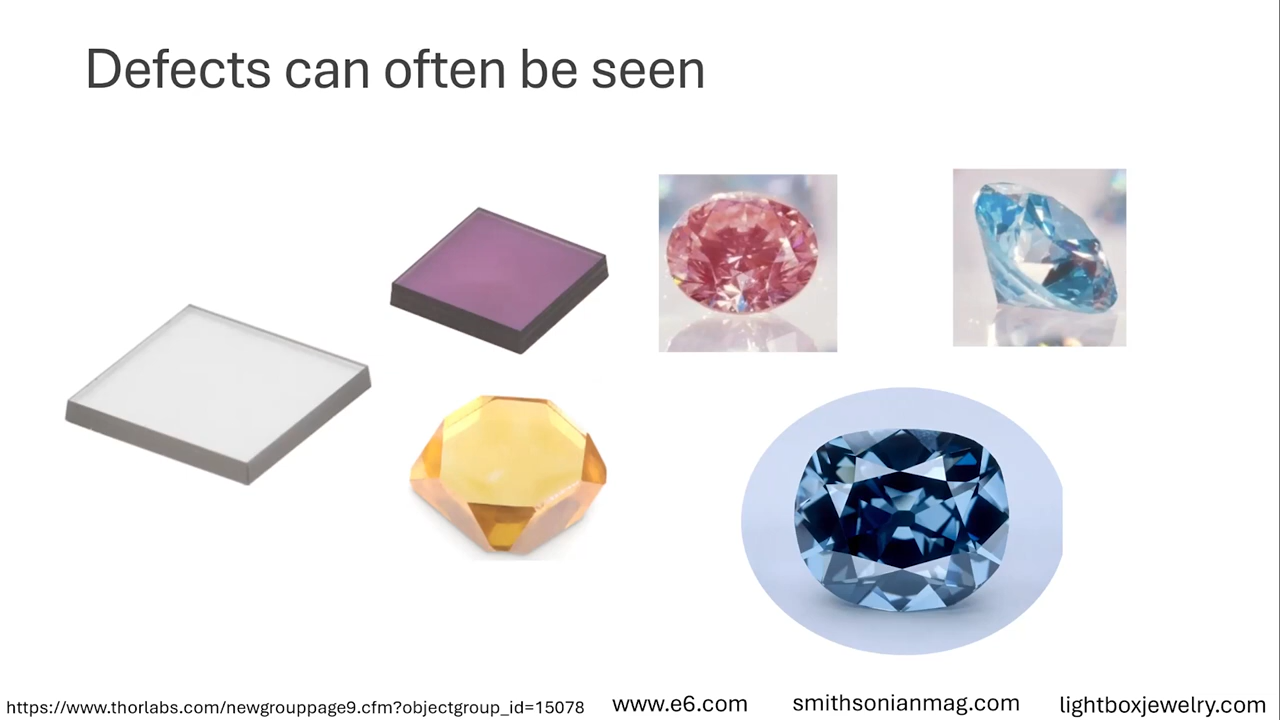 Defects can often be seen
https://www.thorlabs.com/newgrouppage9.cfm?objectgroup_id=15078
www.e6.com
smithsonianmag.com
lightboxjewelry.com